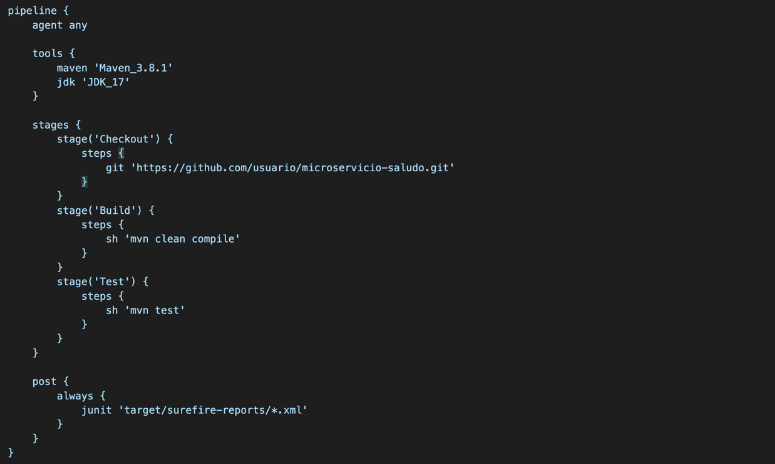 pipeline {
    agent any

    tools {
        maven 'Maven_3.8.1'
        jdk 'JDK_17'
    }

    stages {
        stage('Checkout') {
            steps {
                git 'https://github.com/usuario/microservicio-saludo.git'
            }
        }
        stage('Build') {
            steps {
                sh 'mvn clean compile'
            }
        }
        stage('Test') {
            steps {
                sh 'mvn test'
            }
        }
    }

    post {
        always {
            junit 'target/surefire-reports/*.xml'
        }
    }
}